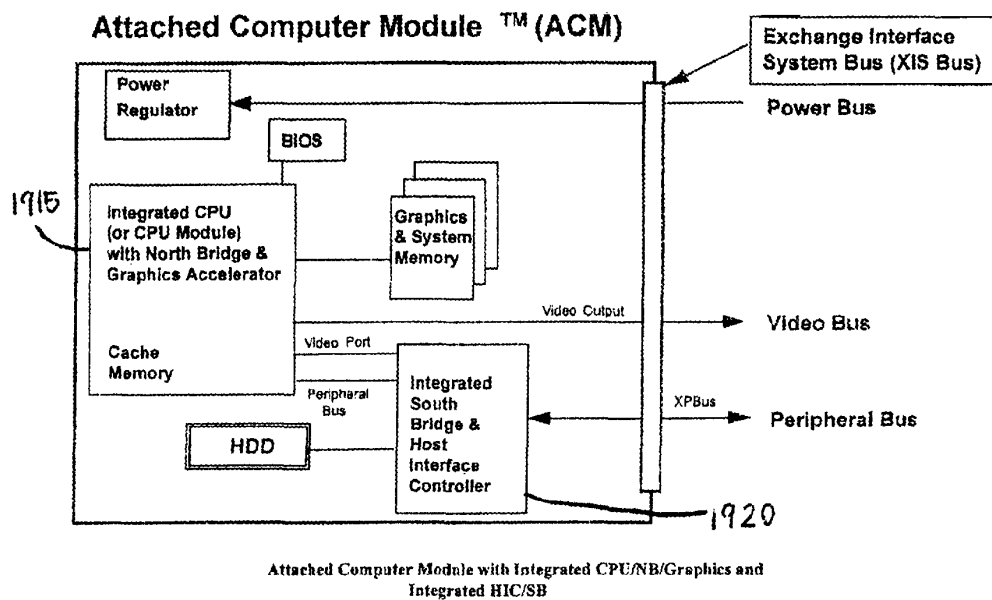 Attached Computer Module ™ (ACM)
Exchange Interface
System Bus (XIS Bus)
Power
Regulator
Power Bus
BIOS
1915
Integrated CPU
(or CPU Module)
with North Bridge &
Graphics Accelerator
Graphics
& System
Memory
Video Output
Video Bus
Video Port
Cache
Memory
Peripheral
Bus
Integrated
South
Bridge &
Host
Interface
Controller
XPBus
Peripheral Bus
HDD
1920
Attached Computer Module with Integrated CPU/NB/Graphics and
Integrated HIC/SB